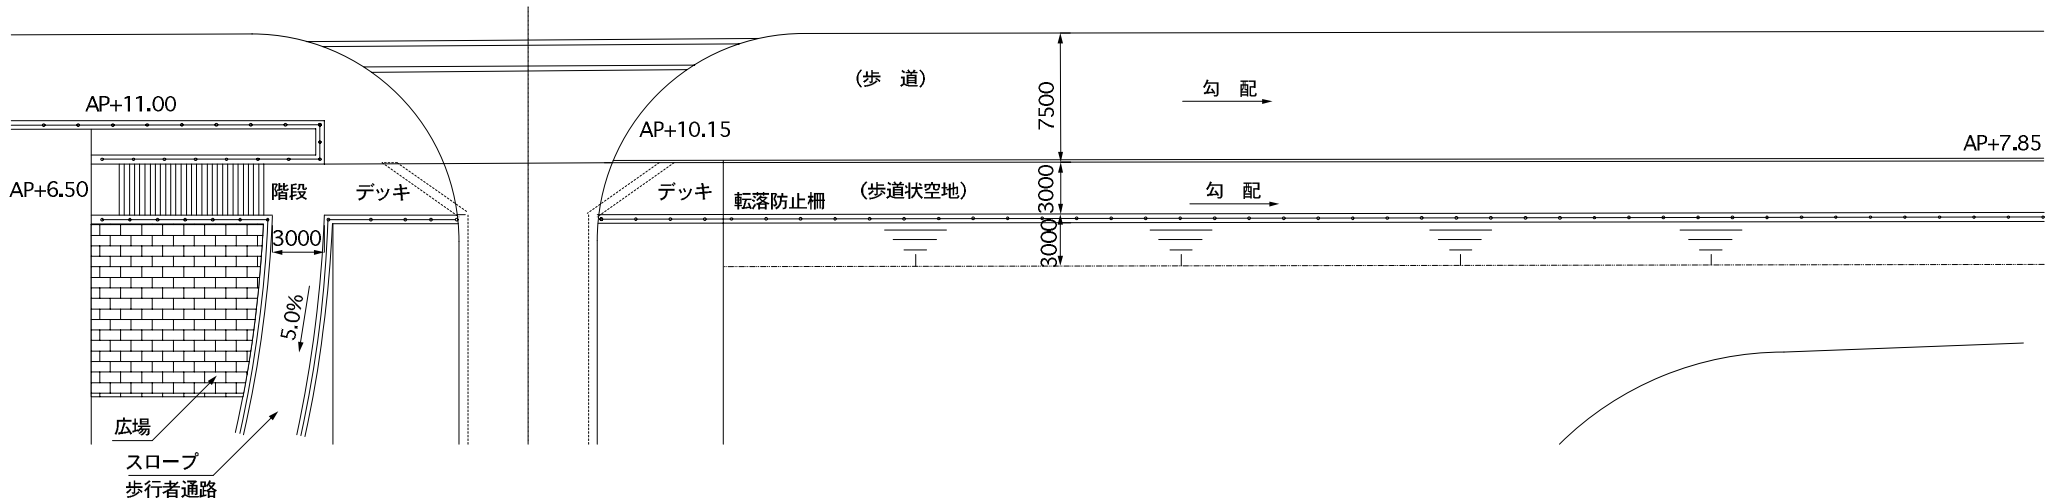 (歩　道)
勾　配
7500
AP+11.00
AP+10.15
AP+7.85
AP+6.50
階段
デッキ
デッキ
転落防止柵
(歩道状空地)
3000
勾　配
3000
3000
5.0%
広場
スロープ
歩行者通路